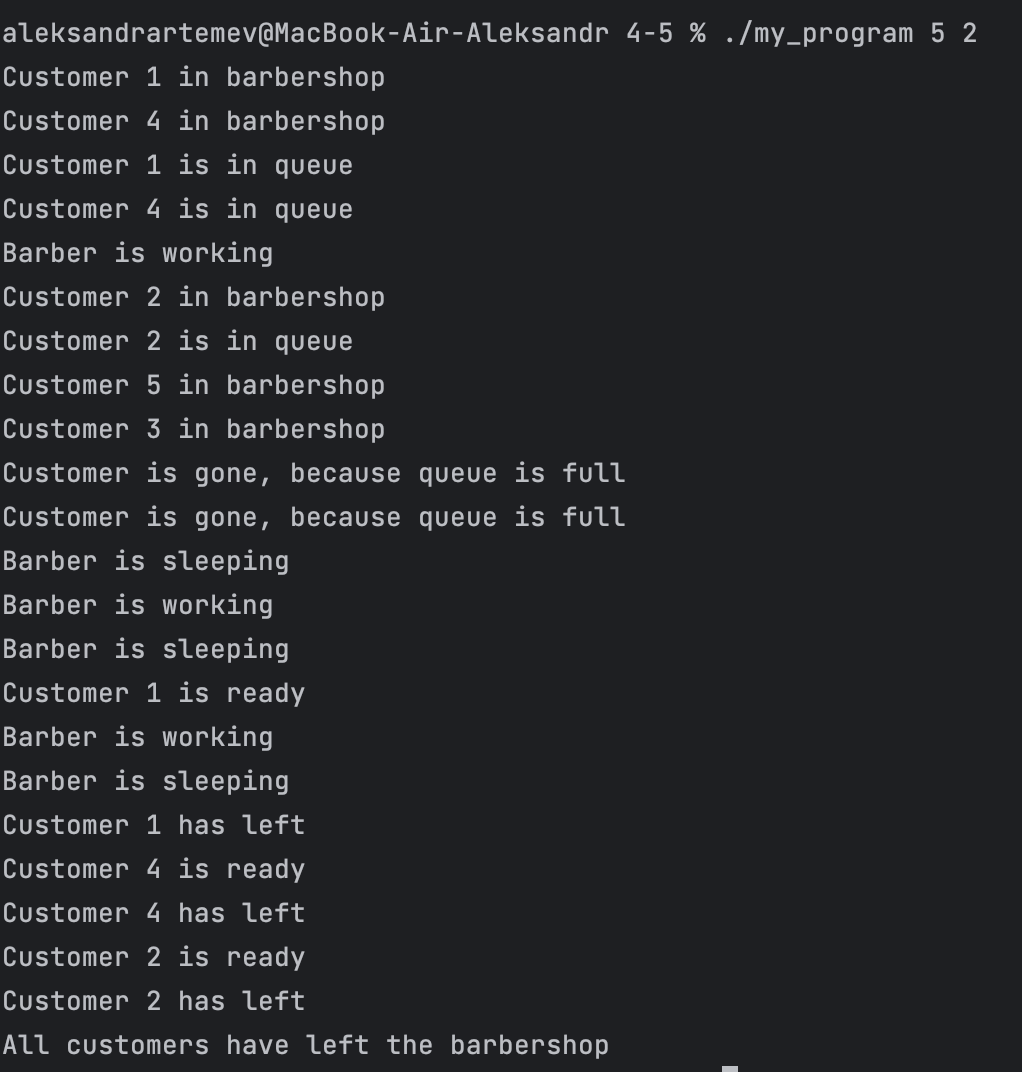 aleksandrartemev@MacBook-Air-Aleksandr 4-5 % ./my_program 5 2
Customer 1 in barbershop
Customer 4 in barbershop
Customer 1 is in queue
Customer 4 is in queue
Barber is working
Customer 2 in barbershop
Customer 2 is in queue
Customer 5 in barbershop
Customer 3 in barbershop
Customer is gone, because queue is full
Customer is gone, because queue is full
Barber is sleeping
Barber is working
Barber is sleeping
Customer 1 is ready
Barber is working
Barber is sleeping
Customer 1 has left
Customer 4 is ready
Customer 4 has left
Customer 2 is ready
Customer 2 has left
All customers have left the barbershop